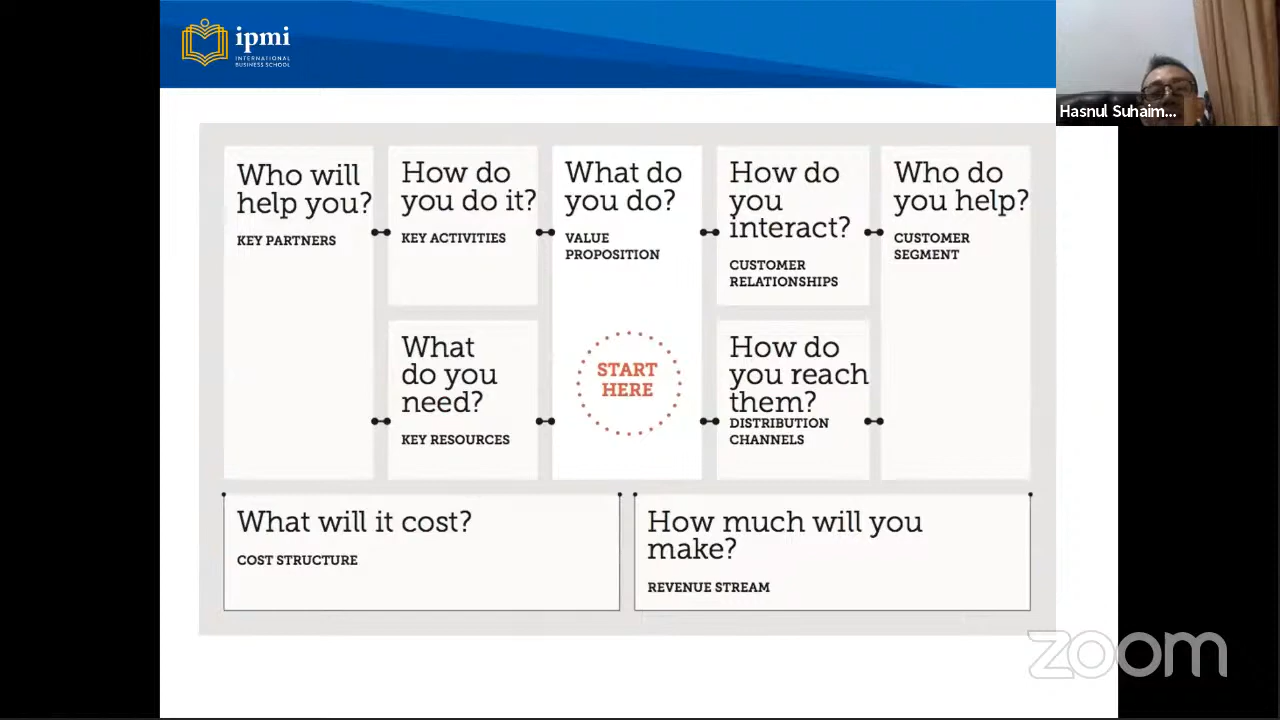 ipmi
INTERNATIONAL
BUSINESS SCHOOL
Hasnul Suhaim...
Who will
help you?
KEY PARTNERS
How do
you do it?
KEY ACTIVITIES
What do
you do?
VALUE
PROPOSITION
How do
you
interact?
CUSTOMER
RELATIONSHIPS
Who do
you help?
CUSTOMER
SEGMENT
What
do you
need?
KEY RESOURCES
START
HERE
How do
you reach
them?
DISTRIBUTION
CHANNELS
What will it cost?
COST STRUCTURE
How much will you
make?
REVENUE STREAM
zoom